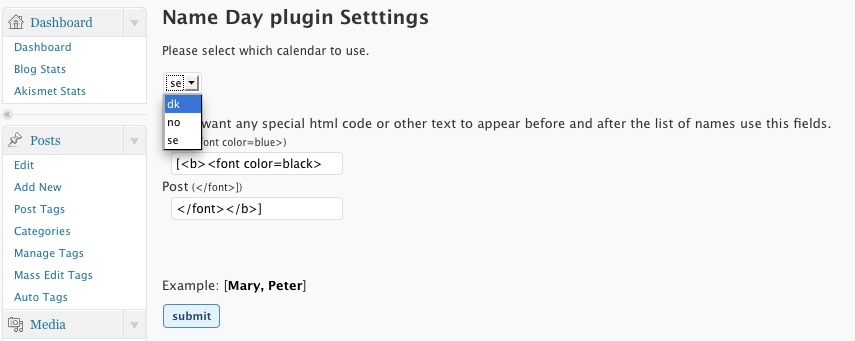 Dashboard
Dashboard
Blog Stats
Akismet Stats
Posts
Edit
Add New
Post Tags
Categories
Manage Tags
Mass Edit Tags
Auto Tags
Media
Name Day plugin Setttings
Please select which calendar to use.
se
dk
no
se
want any special html code or other text to appear before and after the list of names use this fields.
font color=blue>)
[<b><font color=black>
Post (</font>])
</font></b>]
Example: [Mary, Peter]
submit